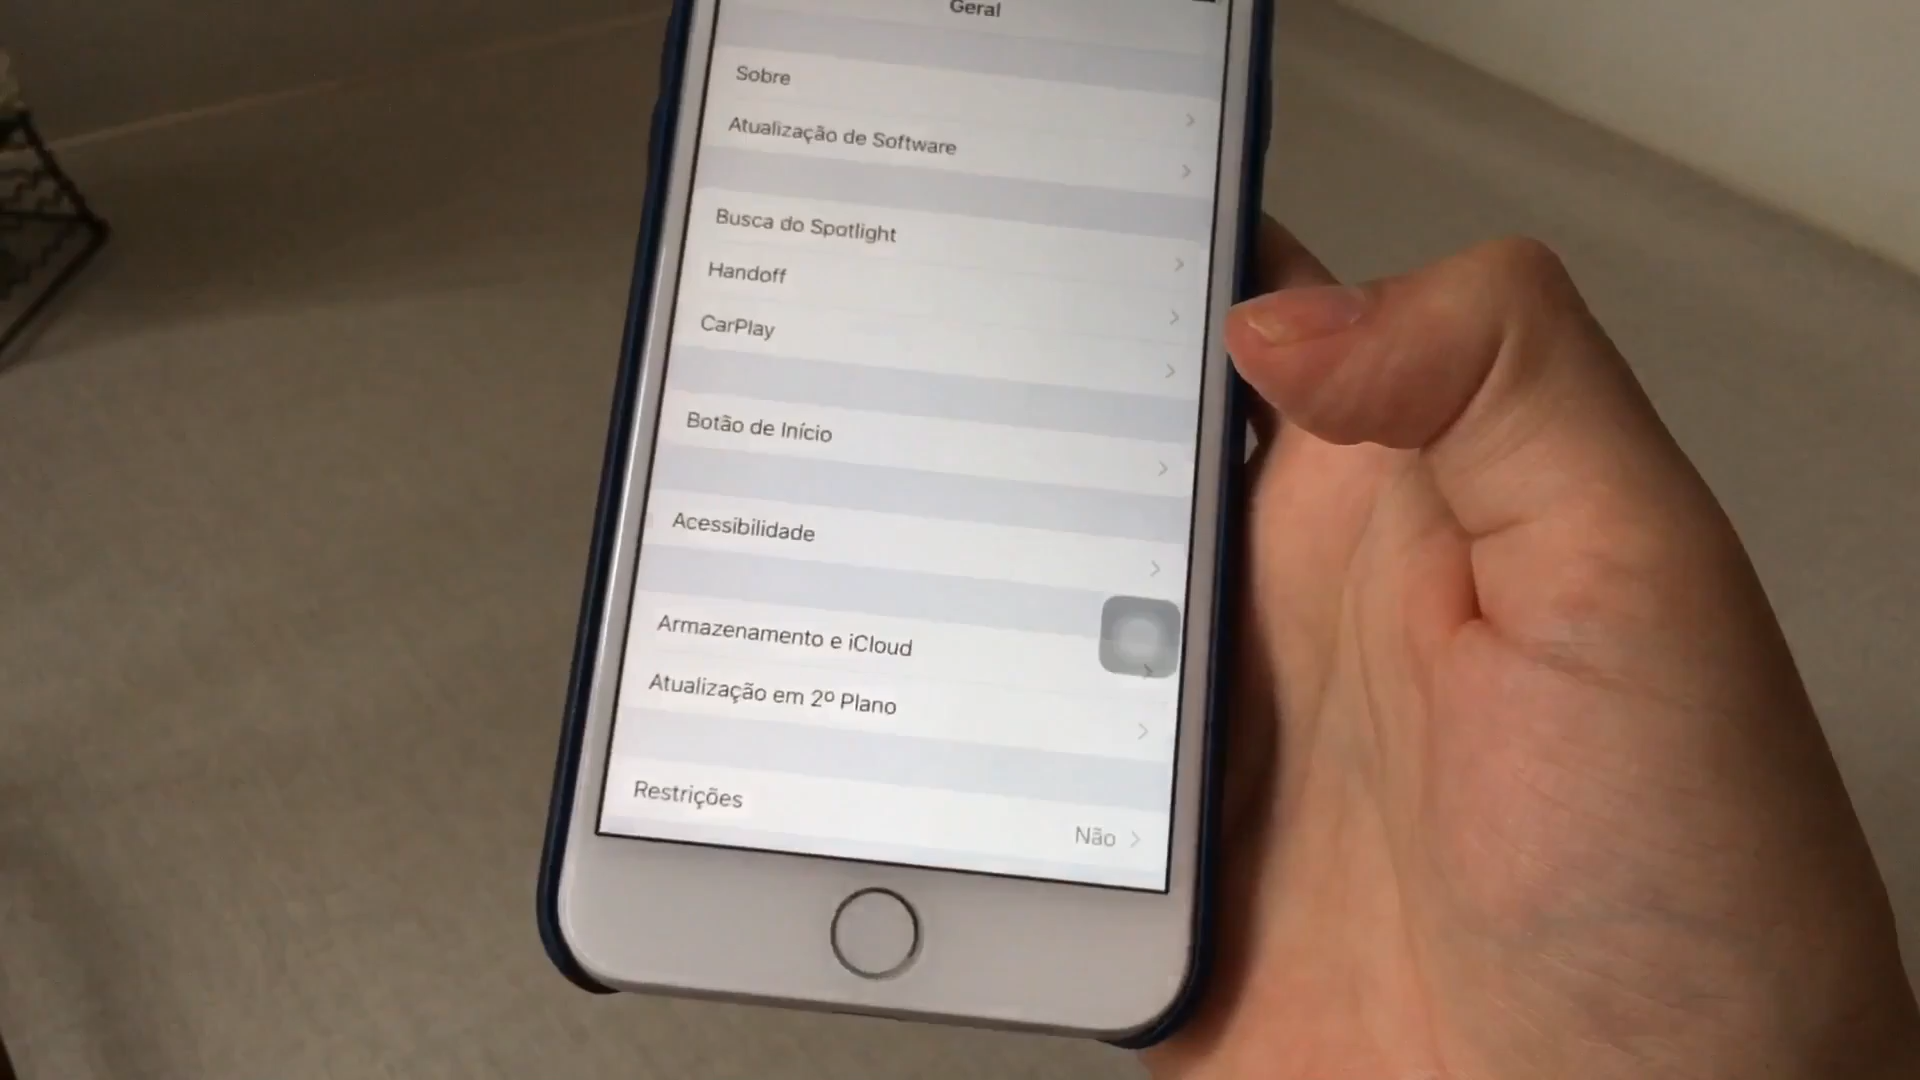 Geral
Sobre
Atualização de Software
Busca do Spotlight
Handoff
CarPlay
Botão de Início
Acessibilidade
Armazenamento e iCloud
Atualização em 2º Plano
Restrições
Não